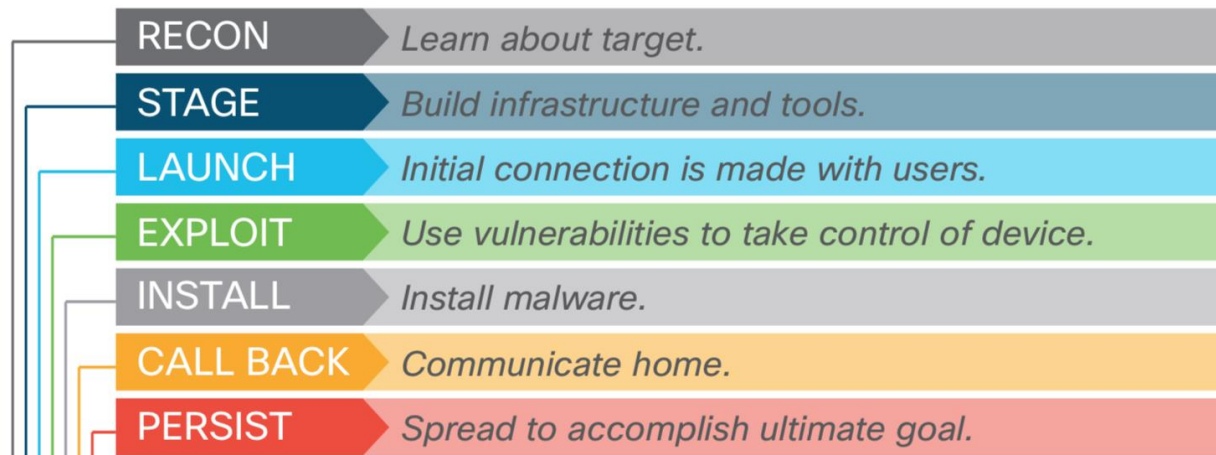 RECON Learn about target.
STAGE Build infrastructure and tools.
LAUNCH Initial connection is made with users.
EXPLOIT Use vulnerabilities to take control of device.
INSTALL Install malware.
CALL BACK Communicate home.
PERSIST Spread to accomplish ultimate goal.